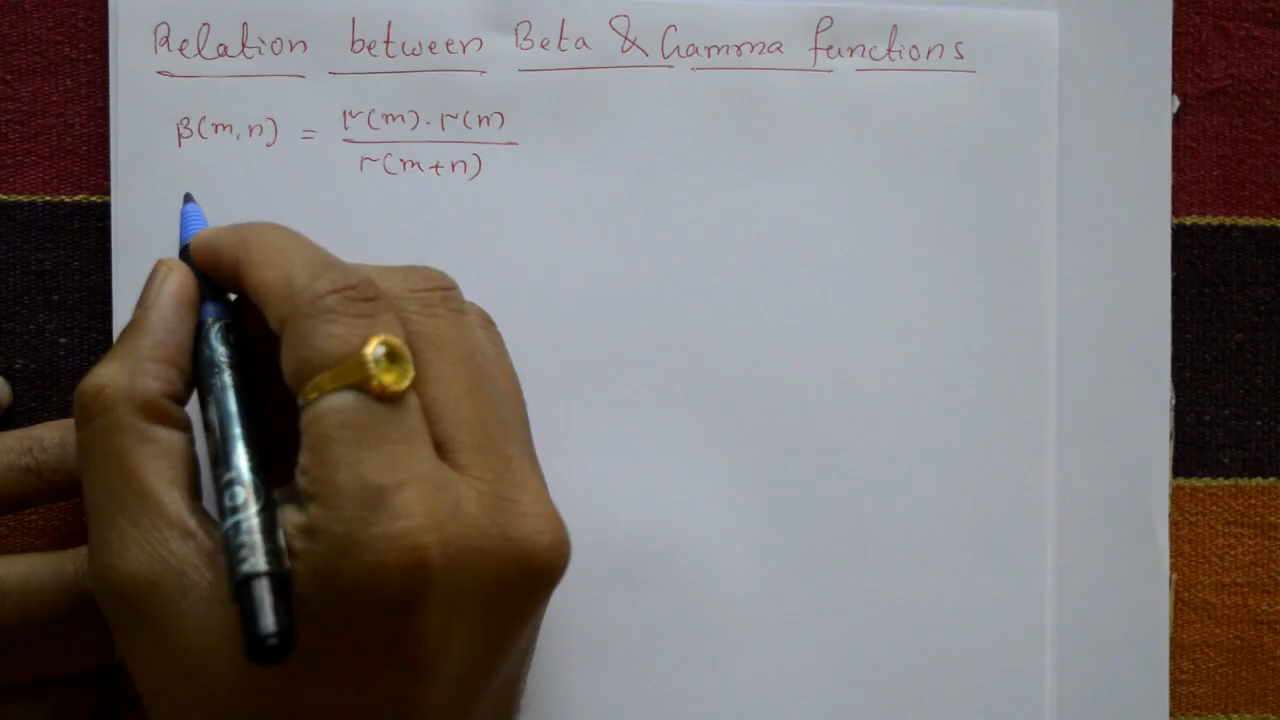 Relation between Beta & Gamma functions
β(m,n) = Γ(m).Γ(n) / Γ(m+n)